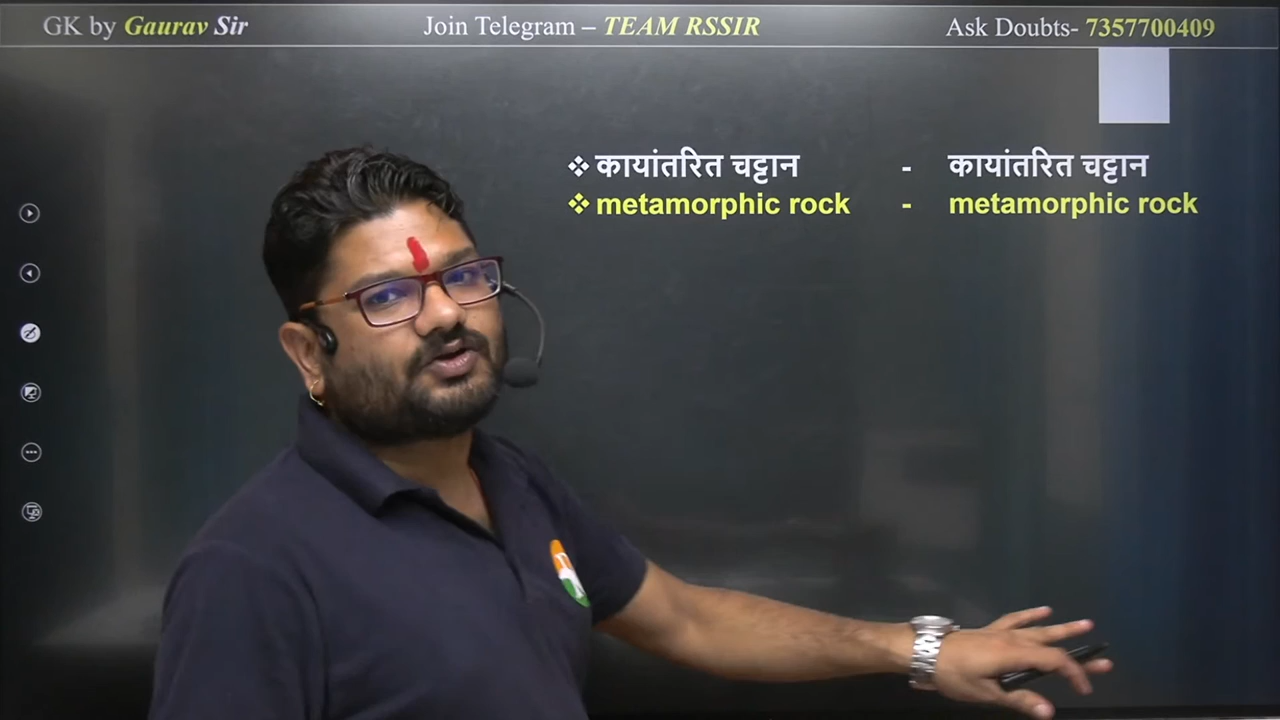 GK by Gaurav Sir Join Telegram – TEAM RSSIR Ask Doubts- 7357700409
❖ कायांतरित चट्टान - कायांतरित चट्टान
❖ metamorphic rock - metamorphic rock